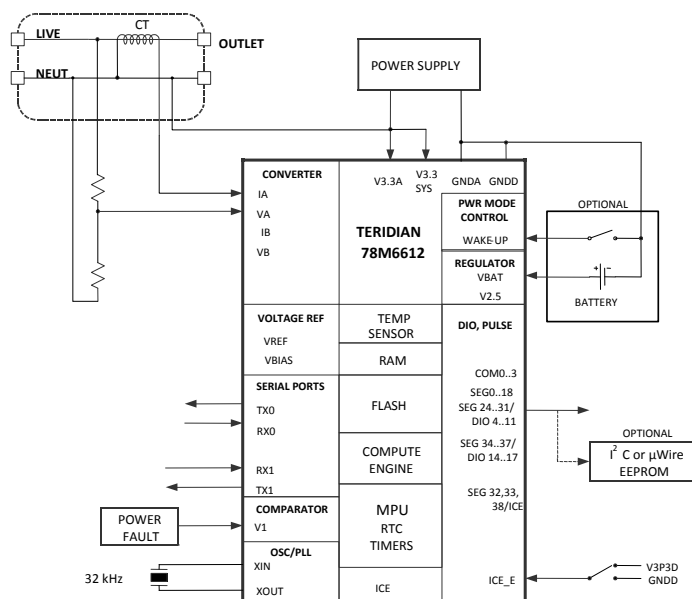 CT
LIVE
OUTLET
NEUT
POWER SUPPLY
CONVERTER
IA
VA
IB
VB
V3.3A
V3.3
SYS
GNDA GNDD
TERIDIAN
78M6612
PWR MODE
CONTROL
WAKE-UP
REGULATOR
VBAT
V2.5
OPTIONAL
BATTERY
VOLTAGE REF
VREF
VBIAS
TEMP
SENSOR
RAM
DIO, PULSE
COM0..3
SEG0..18
SEG 24..31/
DIO 4..11
SEG 34..37/
DIO 14..17
SEG 32,33,
38/ICE
ICE_E
SERIAL PORTS
TX0
RX0
RX1
TX1
FLASH
COMPUTE
ENGINE
MPU
RTC
TIMERS
ICE
COMPARATOR
V1
POWER
FAULT
OSC/PLL
XIN
XOUT
32 kHz
OPTIONAL
I² C or µWire
EEPROM
V3P3D
GNDD